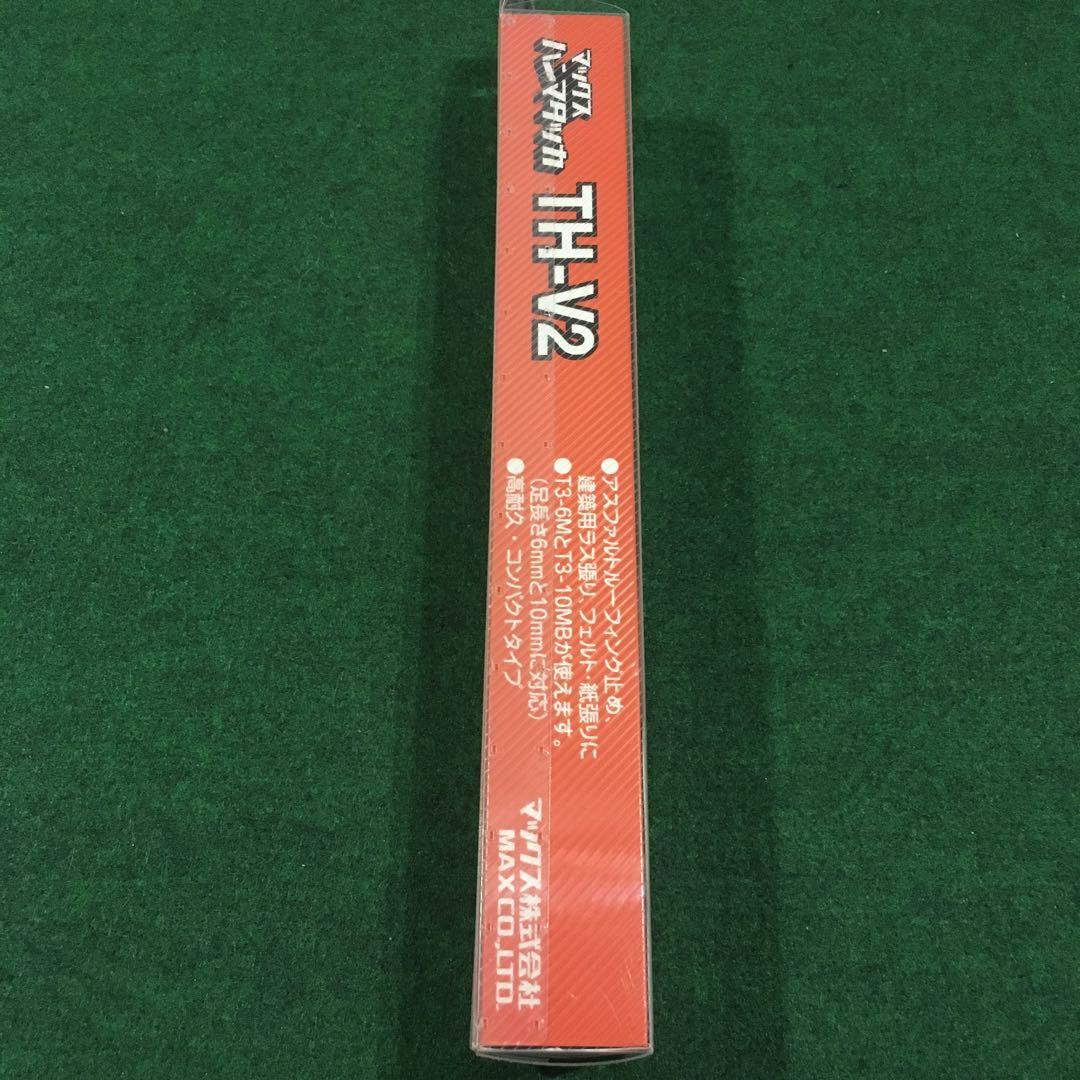 マックス
ハンマタッカ TH-V2
●アスファルトルーフィング止め、
建築用ラス張り、フェルト・紙張りに
●T3-6MとT3-10MBが使えます。
(足長さ6mmと10mmに対応)
●高耐久・コンパクトタイプ
マックス株式会社
MAX CO.,LTD.